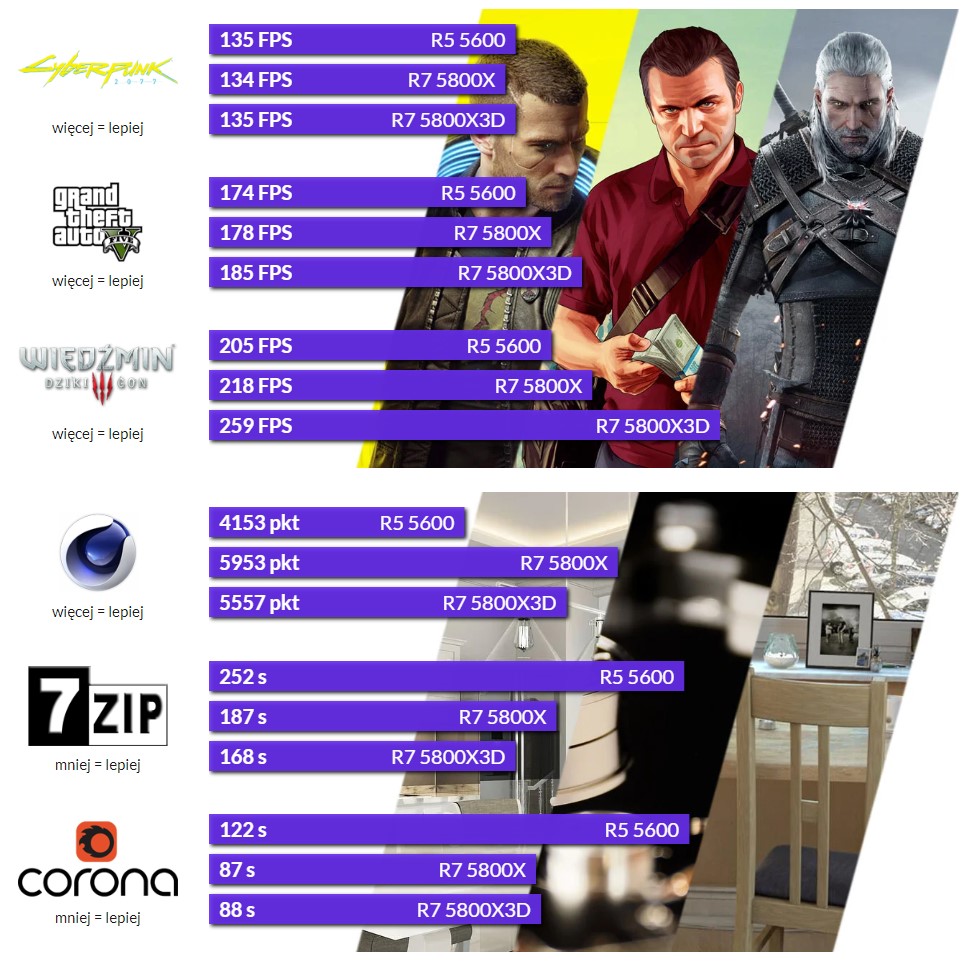 CYBERPUNK
2077
więcej = lepiej
135 FPS R5 5600
134 FPS R7 5800X
135 FPS R7 5800X3D
grand
theft
auto V
FIVE
więcej = lepiej
174 FPS R5 5600
178 FPS R7 5800X
185 FPS R7 5800X3D
WIEDŹMIN
DZIKI GON
więcej = lepiej
205 FPS R5 5600
218 FPS R7 5800X
259 FPS R7 5800X3D
więcej = lepiej
4153 pkt R5 5600
5953 pkt R7 5800X
5557 pkt R7 5800X3D
7 ZIP
mniej = lepiej
252 s R5 5600
187 s R7 5800X
168 s R7 5800X3D
corona
mniej = lepiej
122 s R5 5600
87 s R7 5800X
88 s R7 5800X3D